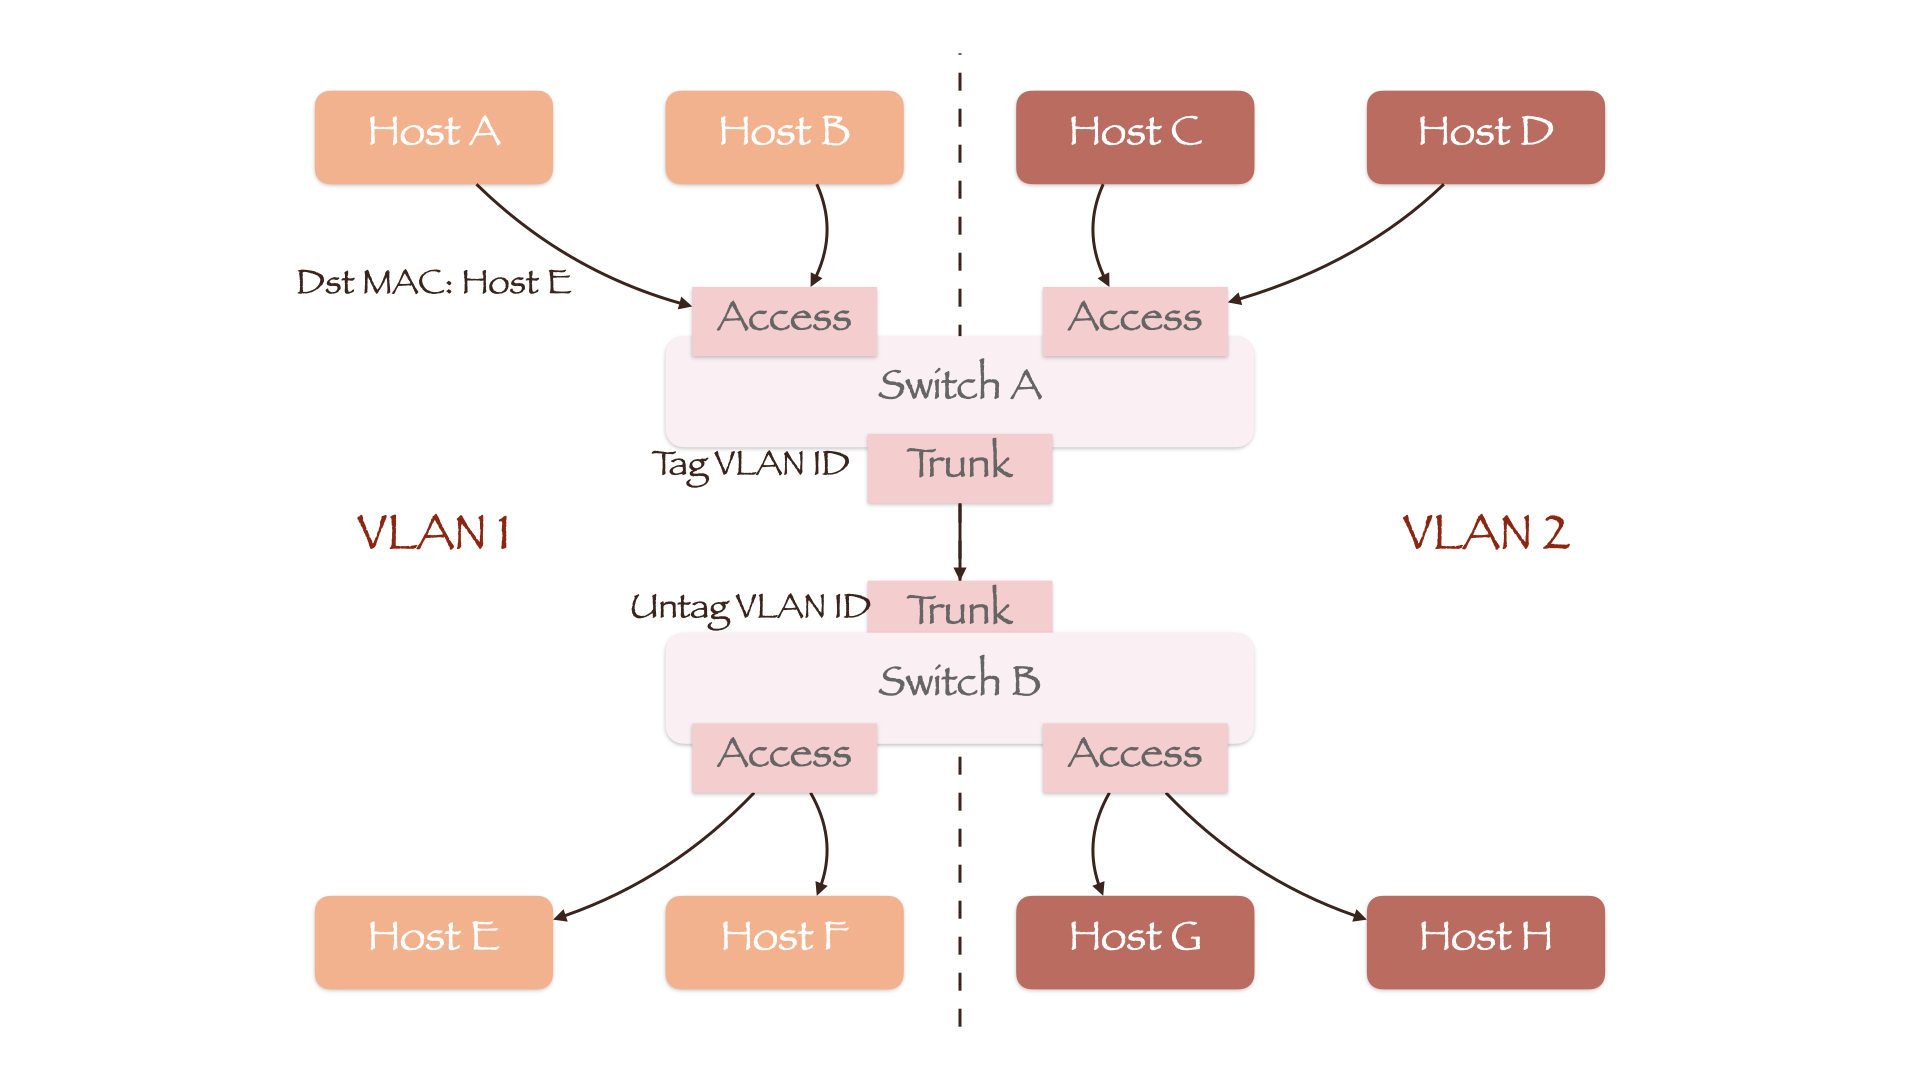 Host A
Host B
Host C
Host D
Dst MAC: Host E
Access
Access
Switch A
Tag VLAN ID
Trunk
VLAN 1
VLAN 2
Untag VLAN ID
Trunk
Switch B
Access
Access
Host E
Host F
Host G
Host H